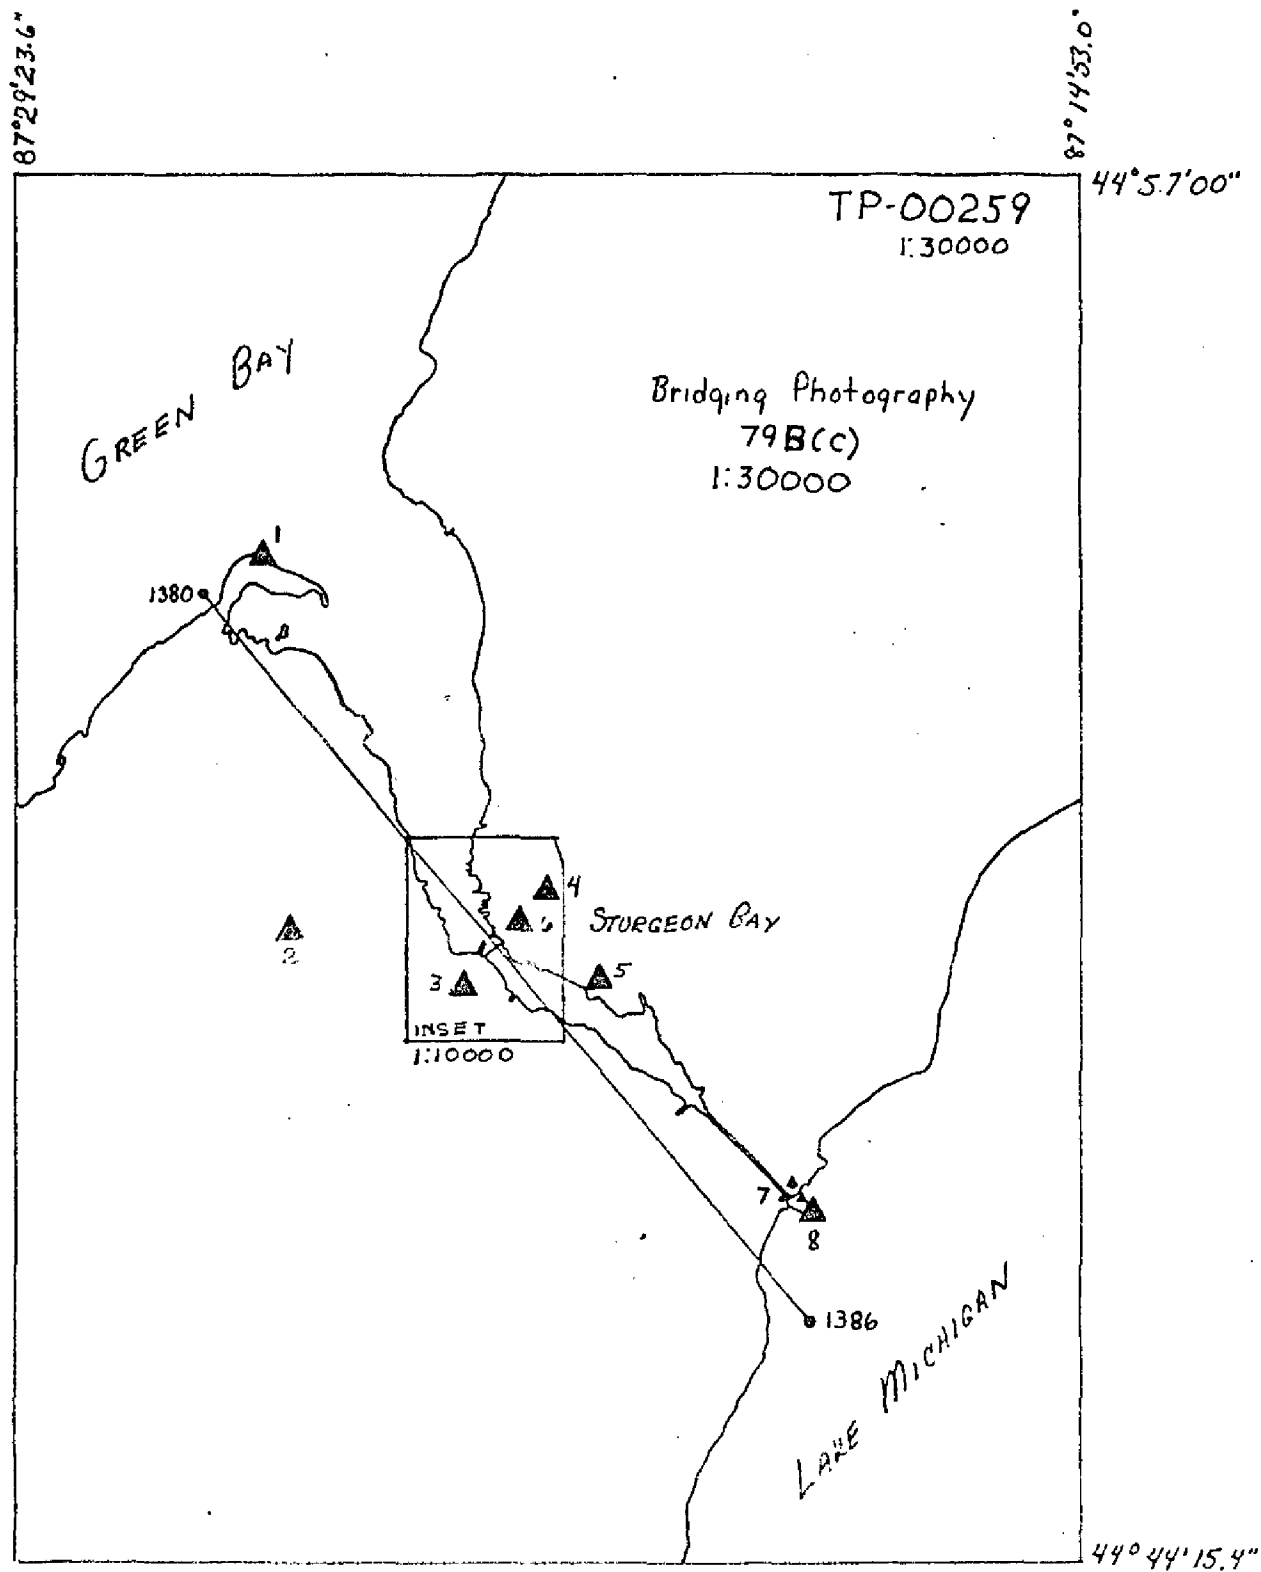 87°29'23.6"
87°14'53.0"
44°57'00"
TP-00259
1:30000
GREEN BAY
Bridging Photography
79B(C)
1:30000
1
1380
4
6
STURGEON BAY
2
3
5
INSET
1:10000
7
8
1386
LAKE MICHIGAN
44°44'15.4"